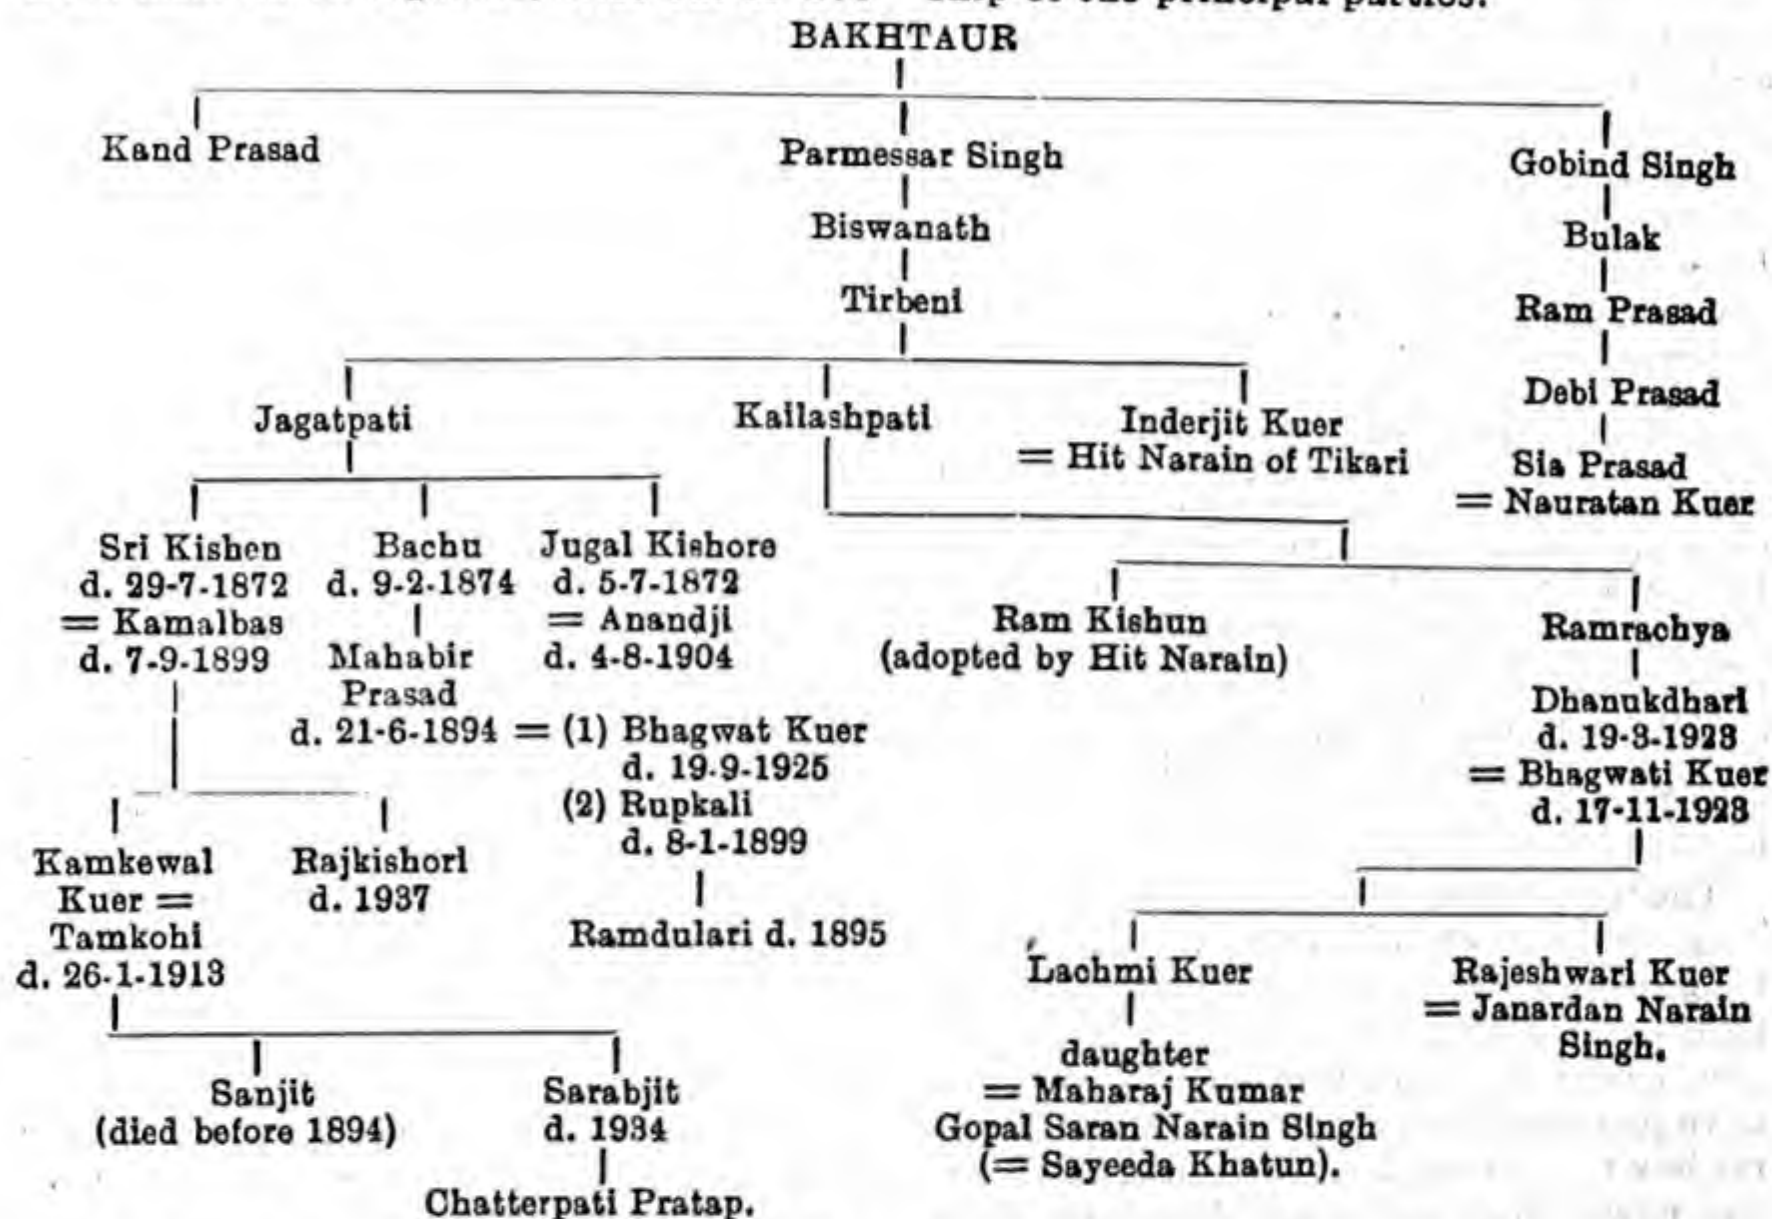 principal parties.
BAKHTAUR
Kand Prasad
Parmessar Singh
Gobind Singh
Biswanath
Bulak
Tirbeni
Ram Prasad
Debi Prasad
Jagatpati
Kailashpati
Inderjit Kuer
= Hit Narain of Tikari
Sia Prasad
= Nauratan Kuer
Sri Kishen
d. 29-7-1872
= Kamalbas
d. 7-9-1899
Bachu
d. 9-2-1874
Mahabir
Prasad
d. 21-6-1894 = (1) Bhagwat Kuer
d. 19-9-1925
(2) Rupkali
d. 8-1-1899
Jugal Kishore
d. 5-7-1872
= Anandji
d. 4-8-1904
Ram Kishun
(adopted by Hit Narain)
Ramrachya
Dhanukdhari
d. 19-3-1923
= Bhagwati Kuer
d. 17-11-1923
Kamkewal
Kuer =
Tamkohi
d. 26-1-1913
Rajkishori
d. 1937
Ramdulari d. 1895
Lachmi Kuer
Rajeshwari Kuer
= Janardan Narain
Singh.
daughter
= Maharaj Kumar
Gopal Saran Narain Singh
(= Sayeeda Khatun).
Sanjit
(died before 1894)
Sarabjit
d. 1934
Chatterpati Pratap.